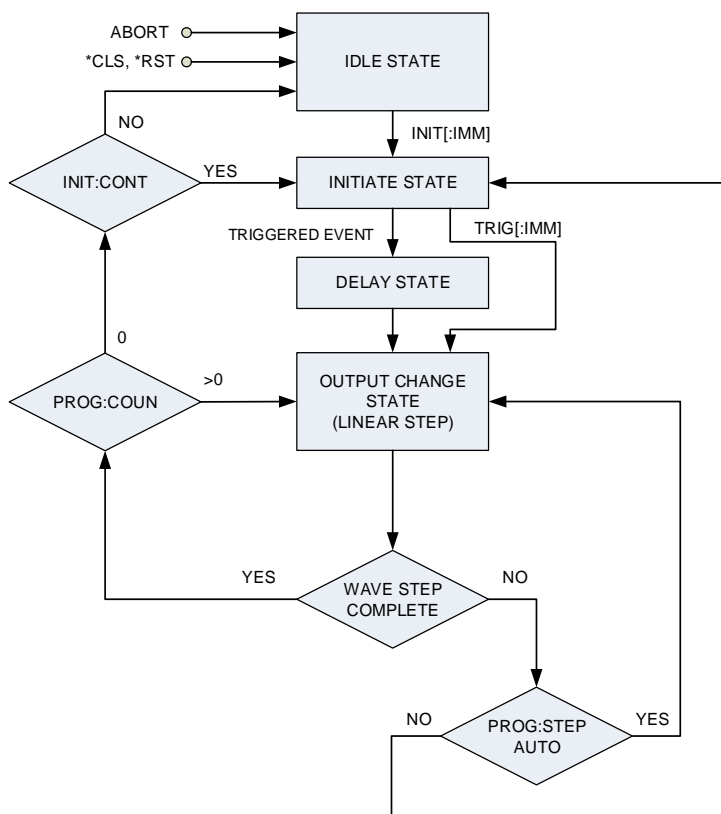 ABORT
*CLS, *RST
IDLE STATE
NO
INIT[:IMM]
INIT:CONT
YES
INITIATE STATE
TRIGGERED EVENT
TRIG[:IMM]
DELAY STATE
0
PROG:COUN
>0
OUTPUT CHANGE
STATE
(LINEAR STEP)
YES
WAVE STEP
COMPLETE
NO
NO
PROG:STEP
AUTO
YES